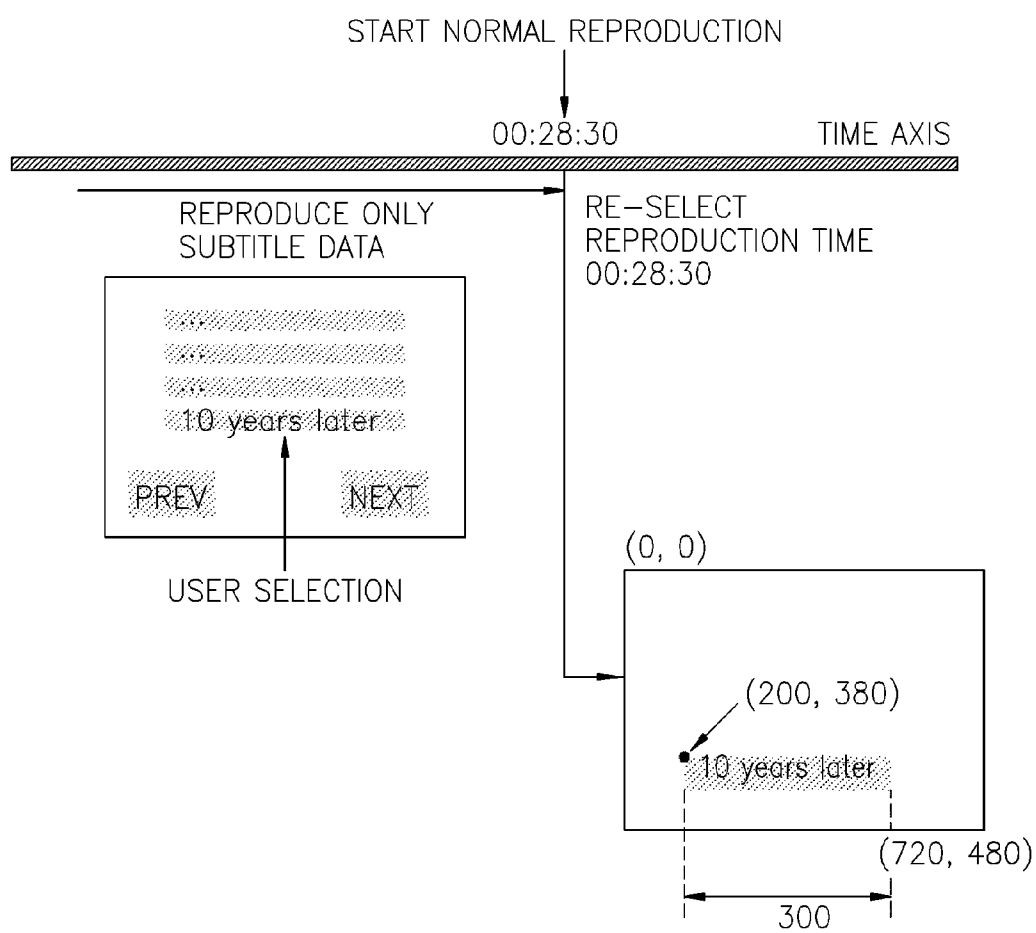 START NORMAL REPRODUCTION
00:28:30
TIME AXIS
REPRODUCE ONLY
SUBTITLE DATA
RE-SELECT
REPRODUCTION TIME
00:28:30
...
...
...
10 years later
PREV
NEXT
USER SELECTION
(0, 0)
(200, 380)
10 years later
(720, 480)
300